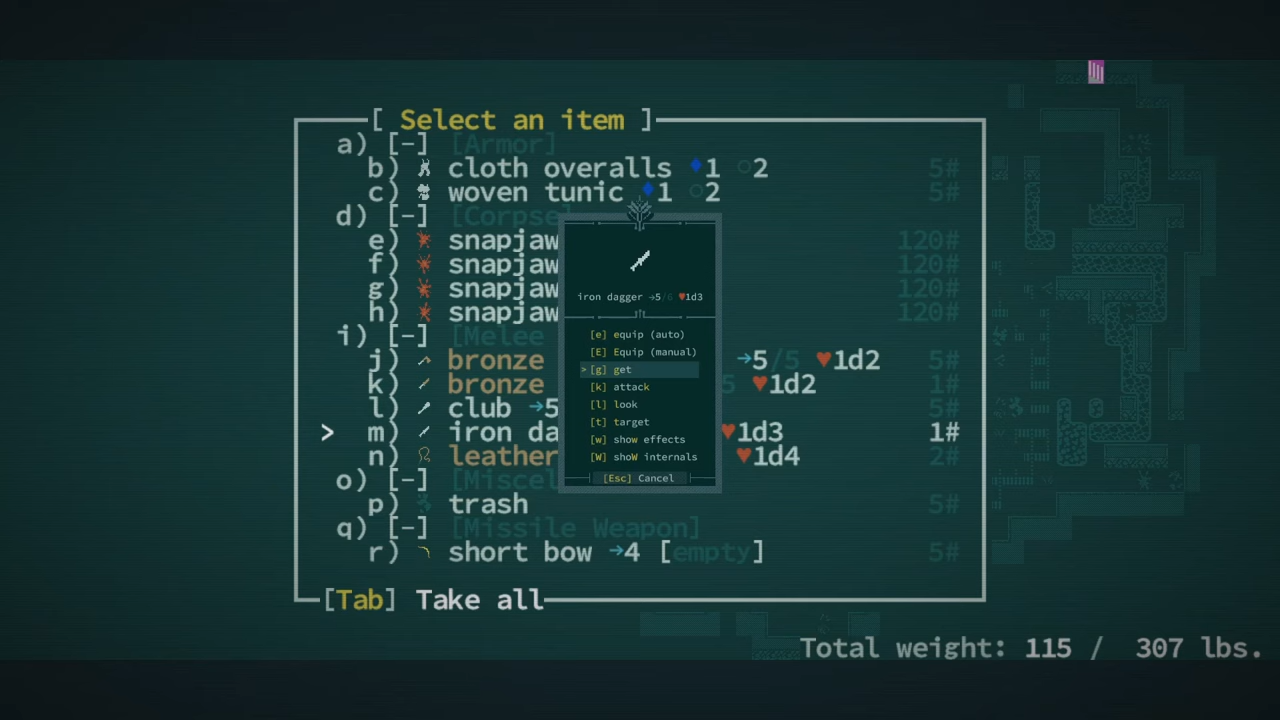 [ Select an item ]
a) [-] [Armor]
b) cloth overalls ♦1 ○2 5#
c) woven tunic ♦1 ○2 5#
d) [-] [Corpse
e) snapjaw 120#
f) snapjaw 120#
g) snapjaw 120#
h) snapjaw 120#
i) [-] [Melee
j) bronze →5/5 ♥1d2 5#
k) bronze 5 ♥1d2 1#
l) club →5 5#
> m) iron da ♥1d3 1#
n) leather ♥1d4 2#
o) [-] [Miscel
p) trash 5#
q) [-] [Missile Weapon]
r) short bow →4 [empty] 5#
[Tab] Take all
iron dagger →5/6 ♥1d3
[e] equip (auto)
[E] Equip (manual)
> [g] get
[k] attack
[l] look
[t] target
[w] show effects
[W] shoW internals
[Esc] Cancel
Total weight: 115 / 307 lbs.